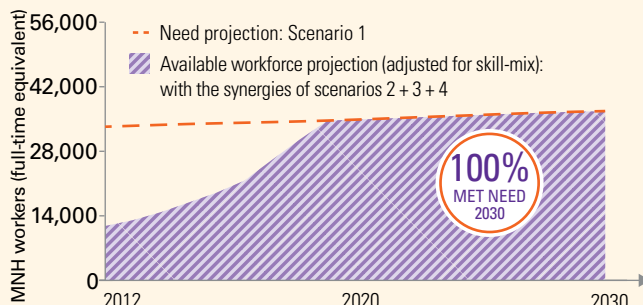 MNH workers (full-time equivalent)
56,000
42,000
28,000
14,000
0
Need projection: Scenario 1
Available workforce projection (adjusted for skill-mix):
with the synergies of scenarios 2 + 3 + 4
100%
MET NEED
2030
2012
2020
2030